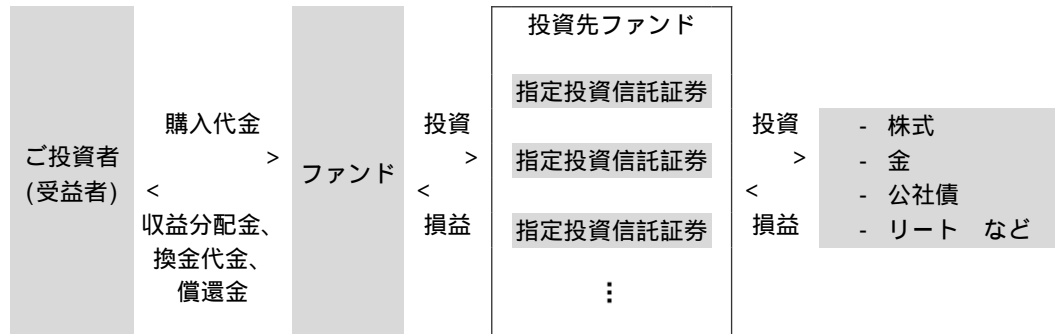 ご投資者
(受益者)
購入代金
>
<
収益分配金、
換金代金、
償還金
ファンド
投資
>
<
損益
投資先ファンド
指定投資信託証券
指定投資信託証券
指定投資信託証券
⋮
投資
>
<
損益
- 株式
- 金
- 公社債
- リート　など